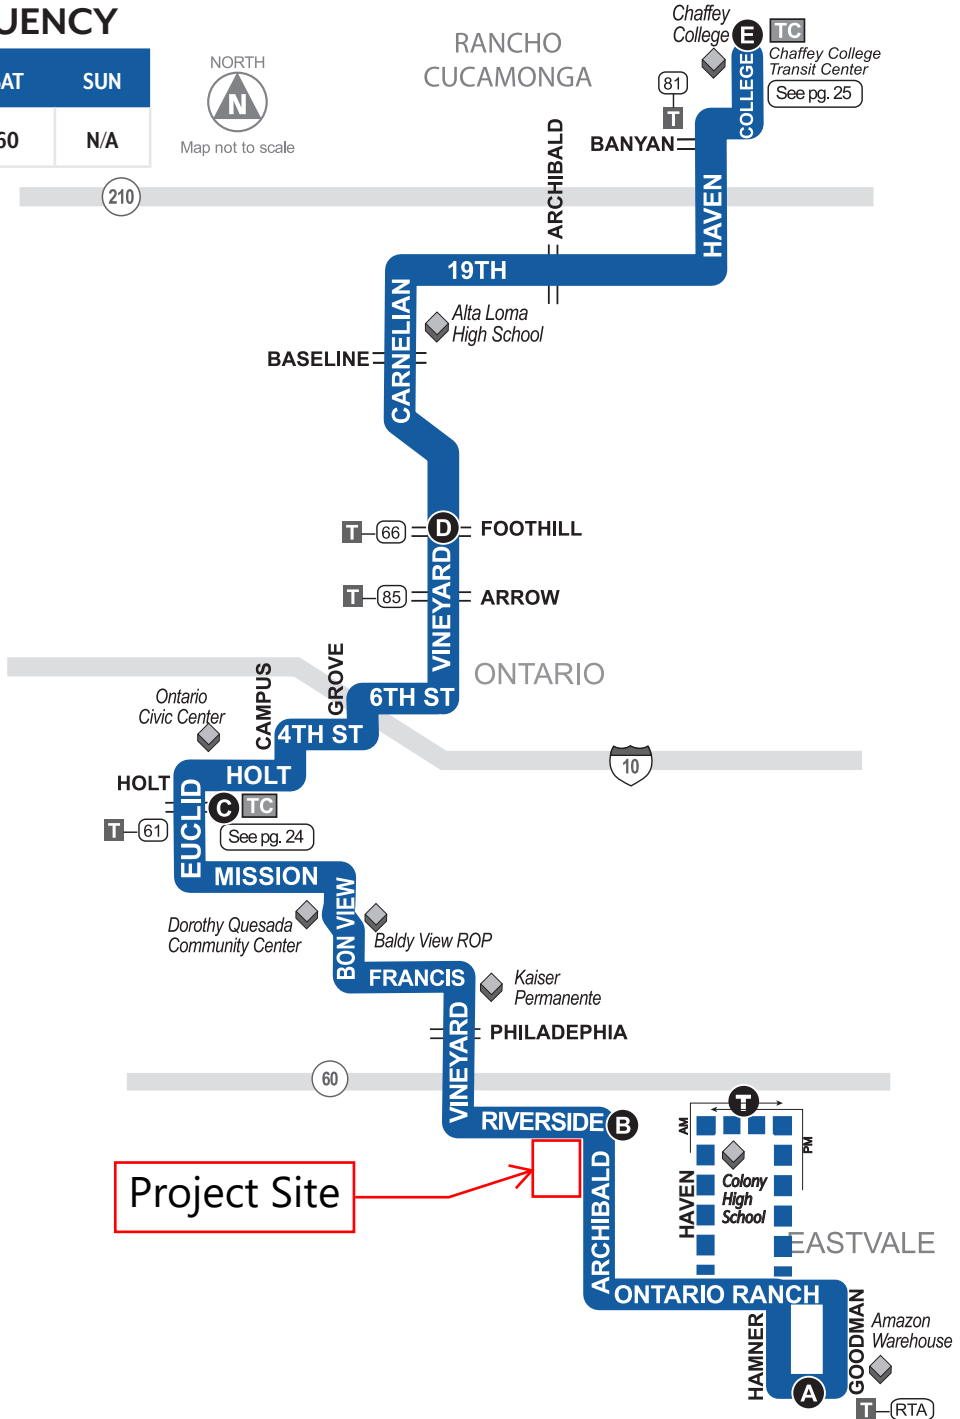 UENCY
AT
SUN
60
N/A
NORTH
N
Map not to scale
RANCHO
CUCAMONGA
Chaffey
College
E
TC
Chaffey College
Transit Center
See pg. 25
81
T
COLLEGE
BANYAN
ARCHIBALD
HAVEN
210
19TH
CARNELIAN
Alta Loma
High School
BASELINE
T
66
D
FOOTHILL
T
85
ARROW
VINEYARD
ONTARIO
GROVE
CAMPUS
6TH ST
4TH ST
Ontario
Civic Center
10
HOLT
HOLT
EUCLID
C
TC
T
61
See pg. 24
MISSION
BON VIEW
Dorothy Quesada
Community Center
Baldy View ROP
FRANCIS
Kaiser
Permanente
VINEYARD
PHILADEPHIA
60
RIVERSIDE
B
T
AM
PM
Project Site
ARCHIBALD
HAVEN
Colony
High
School
EASTVALE
ONTARIO RANCH
HAMNER
GOODMAN
Amazon
Warehouse
A
T
RTA